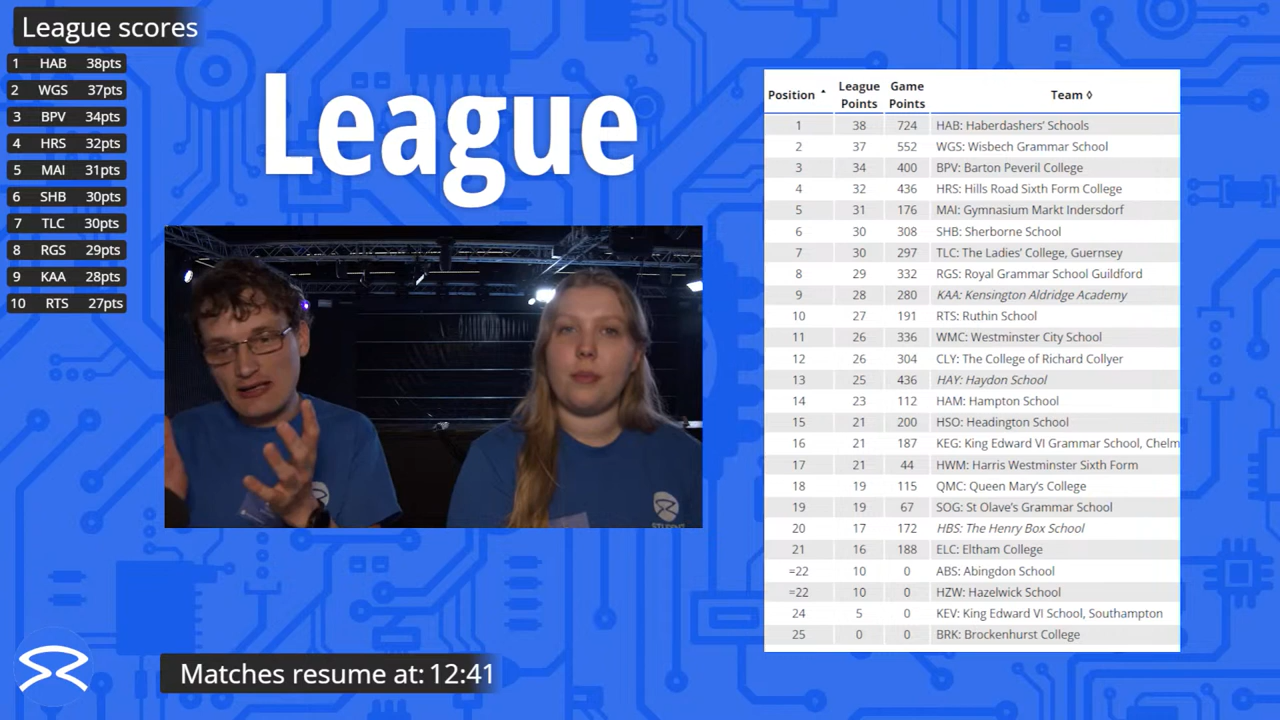 League scores
1 HAB 38pts
2 WGS 37pts
3 BPV 34pts
4 HRS 32pts
5 MAI 31pts
6 SHB 30pts
7 TLC 30pts
8 RGS 29pts
9 KAA 28pts
10 RTS 27pts
League
STUDENT
Position League Points Game Points Team ◊
1 38 724 HAB: Haberdashers' Schools
2 37 552 WGS: Wisbech Grammar School
3 34 400 BPV: Barton Peveril College
4 32 436 HRS: Hills Road Sixth Form College
5 31 176 MAI: Gymnasium Markt Indersdorf
6 30 308 SHB: Sherborne School
7 30 297 TLC: The Ladies' College, Guernsey
8 29 332 RGS: Royal Grammar School Guildford
9 28 280 KAA: Kensington Aldridge Academy
10 27 191 RTS: Ruthin School
11 26 336 WMC: Westminster City School
12 26 304 CLY: The College of Richard Collyer
13 25 436 HAY: Haydon School
14 23 112 HAM: Hampton School
15 21 200 HSO: Headington School
16 21 187 KEG: King Edward VI Grammar School, Chelm
17 21 44 HWM: Harris Westminster Sixth Form
18 19 115 QMC: Queen Mary's College
19 19 67 SOG: St Olave's Grammar School
20 17 172 HBS: The Henry Box School
21 16 188 ELC: Eltham College
=22 10 0 ABS: Abingdon School
=22 10 0 HZW: Hazelwick School
24 5 0 KEV: King Edward VI School, Southampton
25 0 0 BRK: Brockenhurst College
Matches resume at: 12:41